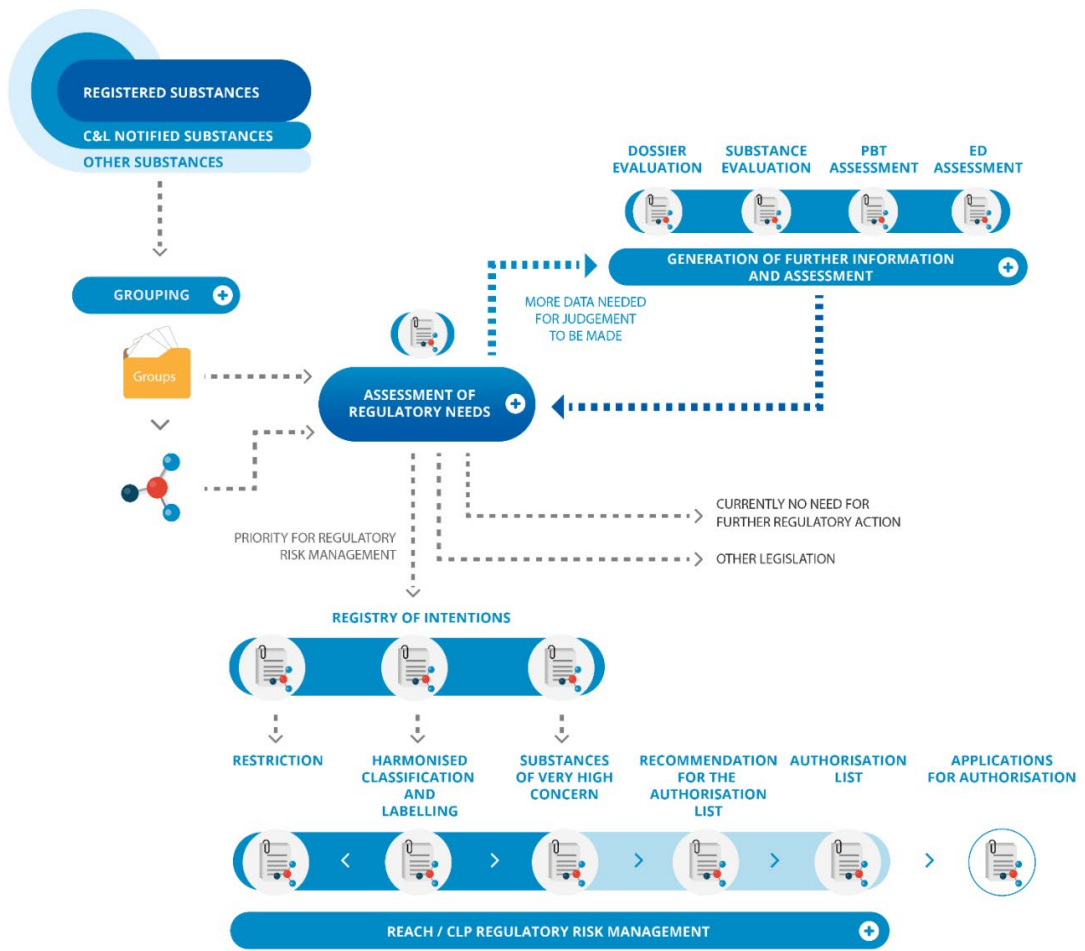 REGISTERED SUBSTANCES
C&L NOTIFIED SUBSTANCES
OTHER SUBSTANCES
GROUPING
Groups
DOSSIER
EVALUATION
SUBSTANCE
EVALUATION
PBT
ASSESSMENT
ED
ASSESSMENT
GENERATION OF FURTHER INFORMATION
AND ASSESSMENT
MORE DATA NEEDED
FOR JUDGEMENT
TO BE MADE
ASSESSMENT OF
REGULATORY NEEDS
CURRENTLY NO NEED FOR
FURTHER REGULATORY ACTION
OTHER LEGISLATION
PRIORITY FOR REGULATORY
RISK MANAGEMENT
REGISTRY OF INTENTIONS
RESTRICTION
HARMONISED
CLASSIFICATION
AND
LABELLING
SUBSTANCES
OF VERY HIGH
CONCERN
RECOMMENDATION
FOR THE
AUTHORISATION
LIST
AUTHORISATION
LIST
APPLICATIONS
FOR AUTHORISATION
REACH / CLP REGULATORY RISK MANAGEMENT